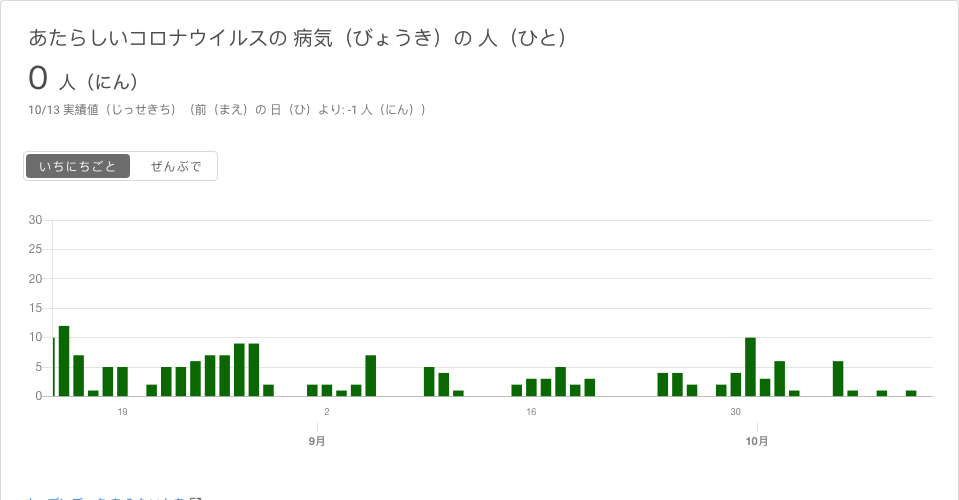 あたらしいコロナウイルスの 病気（びょうき）の 人（ひと）
0 人（にん）
10/13 実績値（じっせきち）（前（まえ）の 日（ひ）より: -1 人（にん））
いちにちごと ぜんぶで
30
25
20
15
10
5
0
19 2 16 30
9月 10月